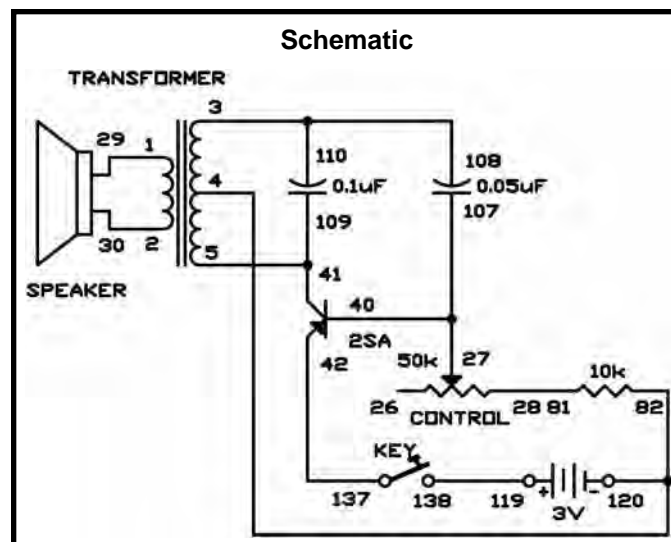 Schematic
TRANSFORMER
3
29
1
110
108
4
0.1uF
0.05uF
109
107
30
2
5
41
SPEAKER
40
2SA
42
50k
27
10k
26
CONTROL
28
81
82
KEY
137
138
119
+
-
120
3V